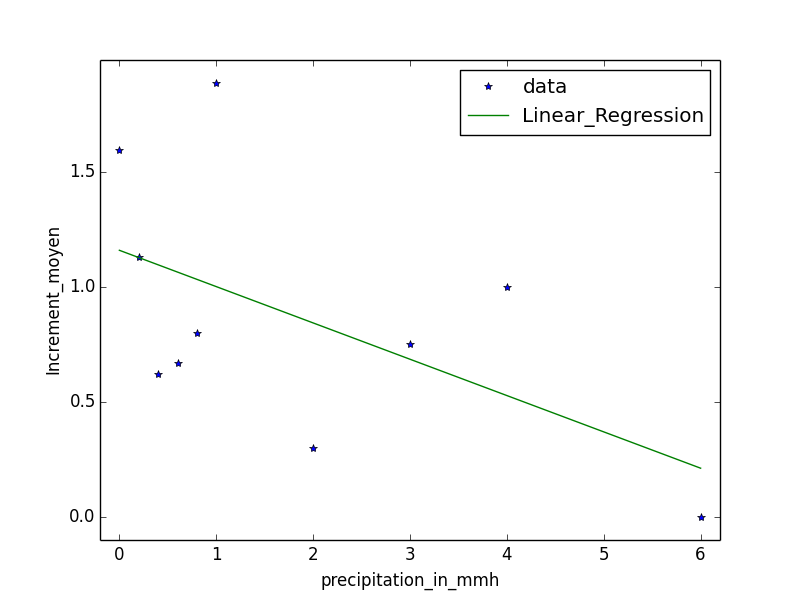 data
Linear_Regression
1.5
1.0
0.5
0.0
Increment_moyen
0 1 2 3 4 5 6
precipitation_in_mmh